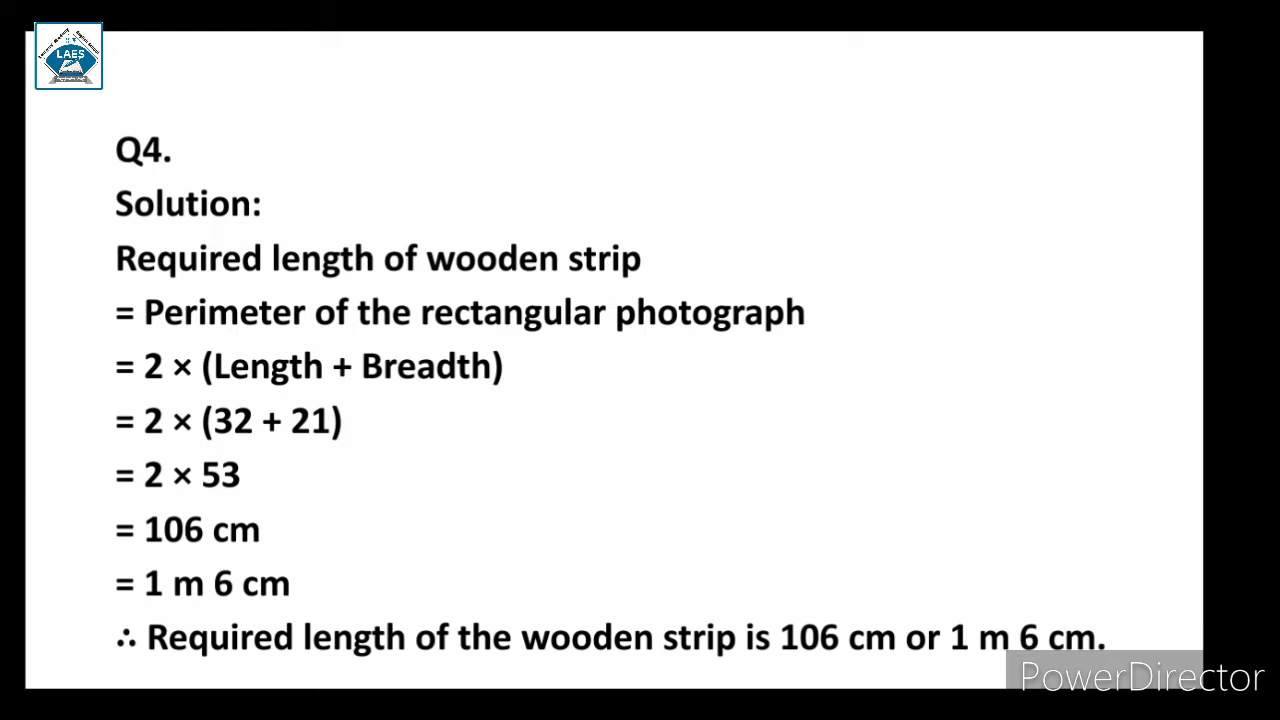 LAES
Q4.
Solution:
Required length of wooden strip
= Perimeter of the rectangular photograph
= 2 × (Length + Breadth)
= 2 × (32 + 21)
= 2 × 53
= 106 cm
= 1 m 6 cm
∴ Required length of the wooden strip is 106 cm or 1 m 6 cm.
PowerDirector